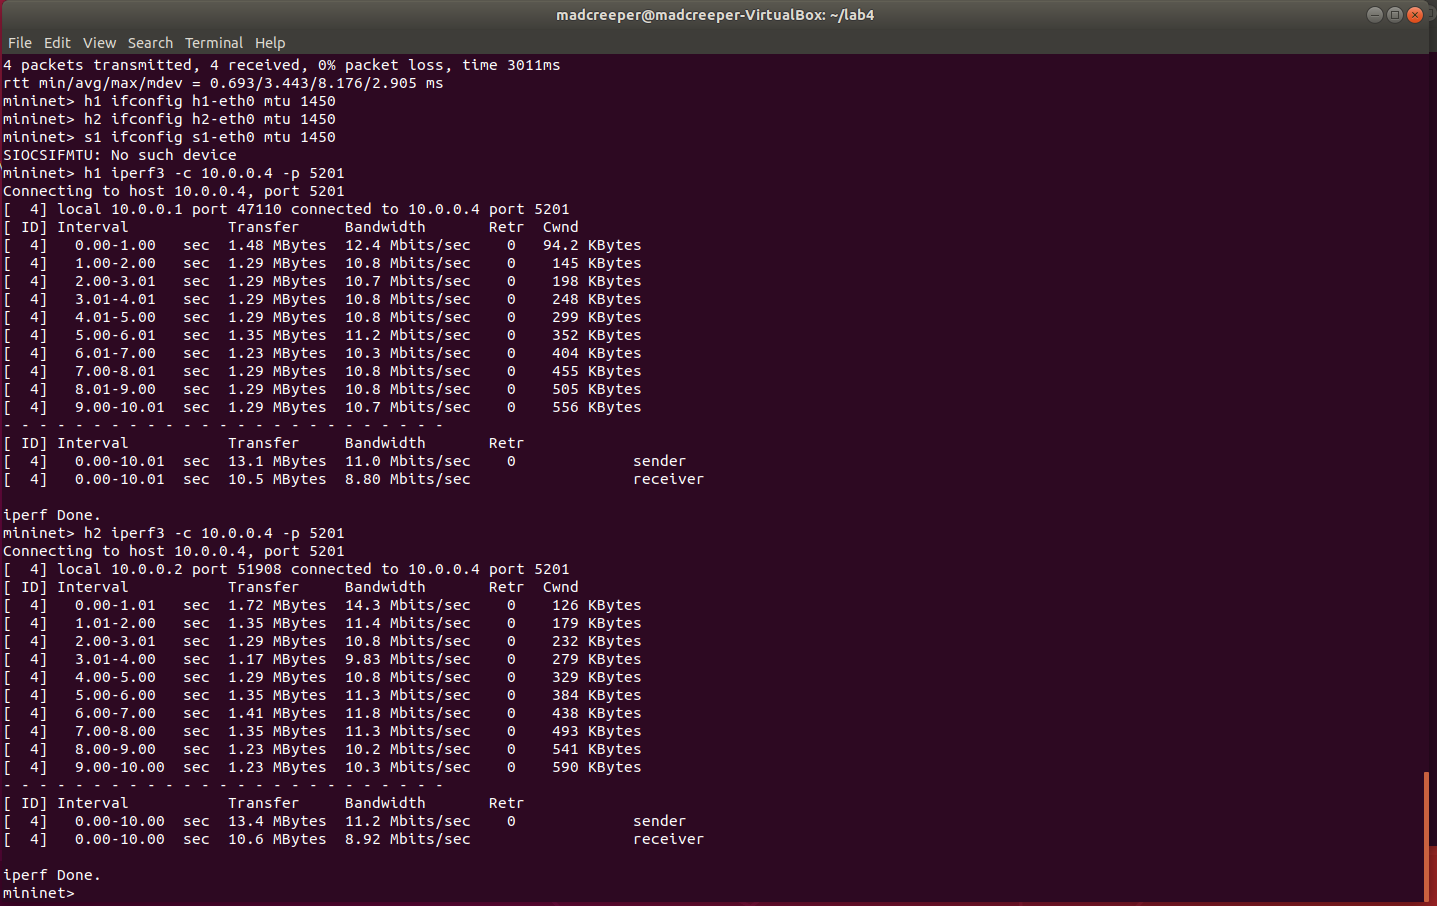 madcreeper@madcreeper-VirtualBox: ~/lab4
File Edit View Search Terminal Help
4 packets transmitted, 4 received, 0% packet loss, time 3011ms
rtt min/avg/max/mdev = 0.693/3.443/8.176/2.905 ms
mininet> h1 ifconfig h1-eth0 mtu 1450
mininet> h2 ifconfig h2-eth0 mtu 1450
mininet> s1 ifconfig s1-eth0 mtu 1450
SIOCSIFMTU: No such device
mininet> h1 iperf3 -c 10.0.0.4 -p 5201
Connecting to host 10.0.0.4, port 5201
[  4] local 10.0.0.1 port 47110 connected to 10.0.0.4 port 5201
[ ID] Interval           Transfer     Bandwidth       Retr  Cwnd
[  4]   0.00-1.00   sec  1.48 MBytes  12.4 Mbits/sec    0   94.2 KBytes
[  4]   1.00-2.00   sec  1.29 MBytes  10.8 Mbits/sec    0    145 KBytes
[  4]   2.00-3.01   sec  1.29 MBytes  10.7 Mbits/sec    0    198 KBytes
[  4]   3.01-4.01   sec  1.29 MBytes  10.8 Mbits/sec    0    248 KBytes
[  4]   4.01-5.00   sec  1.29 MBytes  10.8 Mbits/sec    0    299 KBytes
[  4]   5.00-6.01   sec  1.35 MBytes  11.2 Mbits/sec    0    352 KBytes
[  4]   6.01-7.00   sec  1.23 MBytes  10.3 Mbits/sec    0    404 KBytes
[  4]   7.00-8.01   sec  1.29 MBytes  10.8 Mbits/sec    0    455 KBytes
[  4]   8.01-9.00   sec  1.29 MBytes  10.8 Mbits/sec    0    505 KBytes
[  4]   9.00-10.01  sec  1.29 MBytes  10.7 Mbits/sec    0    556 KBytes
- - - - - - - - - - - - - - - - - - - - - - - - -
[ ID] Interval           Transfer     Bandwidth       Retr
[  4]   0.00-10.01  sec  13.1 MBytes  11.0 Mbits/sec    0             sender
[  4]   0.00-10.01  sec  10.5 MBytes  8.80 Mbits/sec                  receiver
iperf Done.
mininet> h2 iperf3 -c 10.0.0.4 -p 5201
Connecting to host 10.0.0.4, port 5201
[  4] local 10.0.0.2 port 51908 connected to 10.0.0.4 port 5201
[ ID] Interval           Transfer     Bandwidth       Retr  Cwnd
[  4]   0.00-1.01   sec  1.72 MBytes  14.3 Mbits/sec    0    126 KBytes
[  4]   1.01-2.00   sec  1.35 MBytes  11.4 Mbits/sec    0    179 KBytes
[  4]   2.00-3.01   sec  1.29 MBytes  10.8 Mbits/sec    0    232 KBytes
[  4]   3.01-4.00   sec  1.17 MBytes  9.83 Mbits/sec    0    279 KBytes
[  4]   4.00-5.00   sec  1.29 MBytes  10.8 Mbits/sec    0    329 KBytes
[  4]   5.00-6.00   sec  1.35 MBytes  11.3 Mbits/sec    0    384 KBytes
[  4]   6.00-7.00   sec  1.41 MBytes  11.8 Mbits/sec    0    438 KBytes
[  4]   7.00-8.00   sec  1.35 MBytes  11.3 Mbits/sec    0    493 KBytes
[  4]   8.00-9.00   sec  1.23 MBytes  10.2 Mbits/sec    0    541 KBytes
[  4]   9.00-10.00  sec  1.23 MBytes  10.3 Mbits/sec    0    590 KBytes
- - - - - - - - - - - - - - - - - - - - - - - - -
[ ID] Interval           Transfer     Bandwidth       Retr
[  4]   0.00-10.00  sec  13.4 MBytes  11.2 Mbits/sec    0             sender
[  4]   0.00-10.00  sec  10.6 MBytes  8.92 Mbits/sec                  receiver
iperf Done.
mininet>